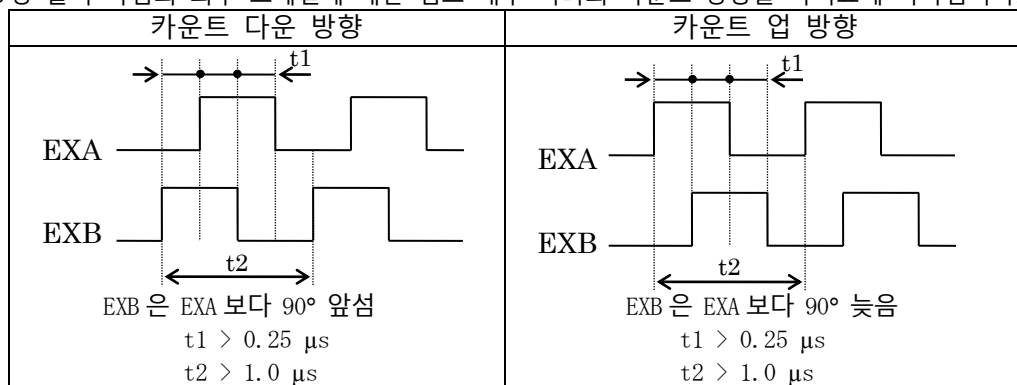 카운트 다운 방향
카운트 업 방향
t1
EXA
EXB
t2
EXB 은 EXA 보다 90° 앞섬
t1 > 0.25 μs
t2 > 1.0 μs
t1
EXA
EXB
t2
EXB 은 EXA 보다 90° 늦음
t1 > 0.25 μs
t2 > 1.0 μs